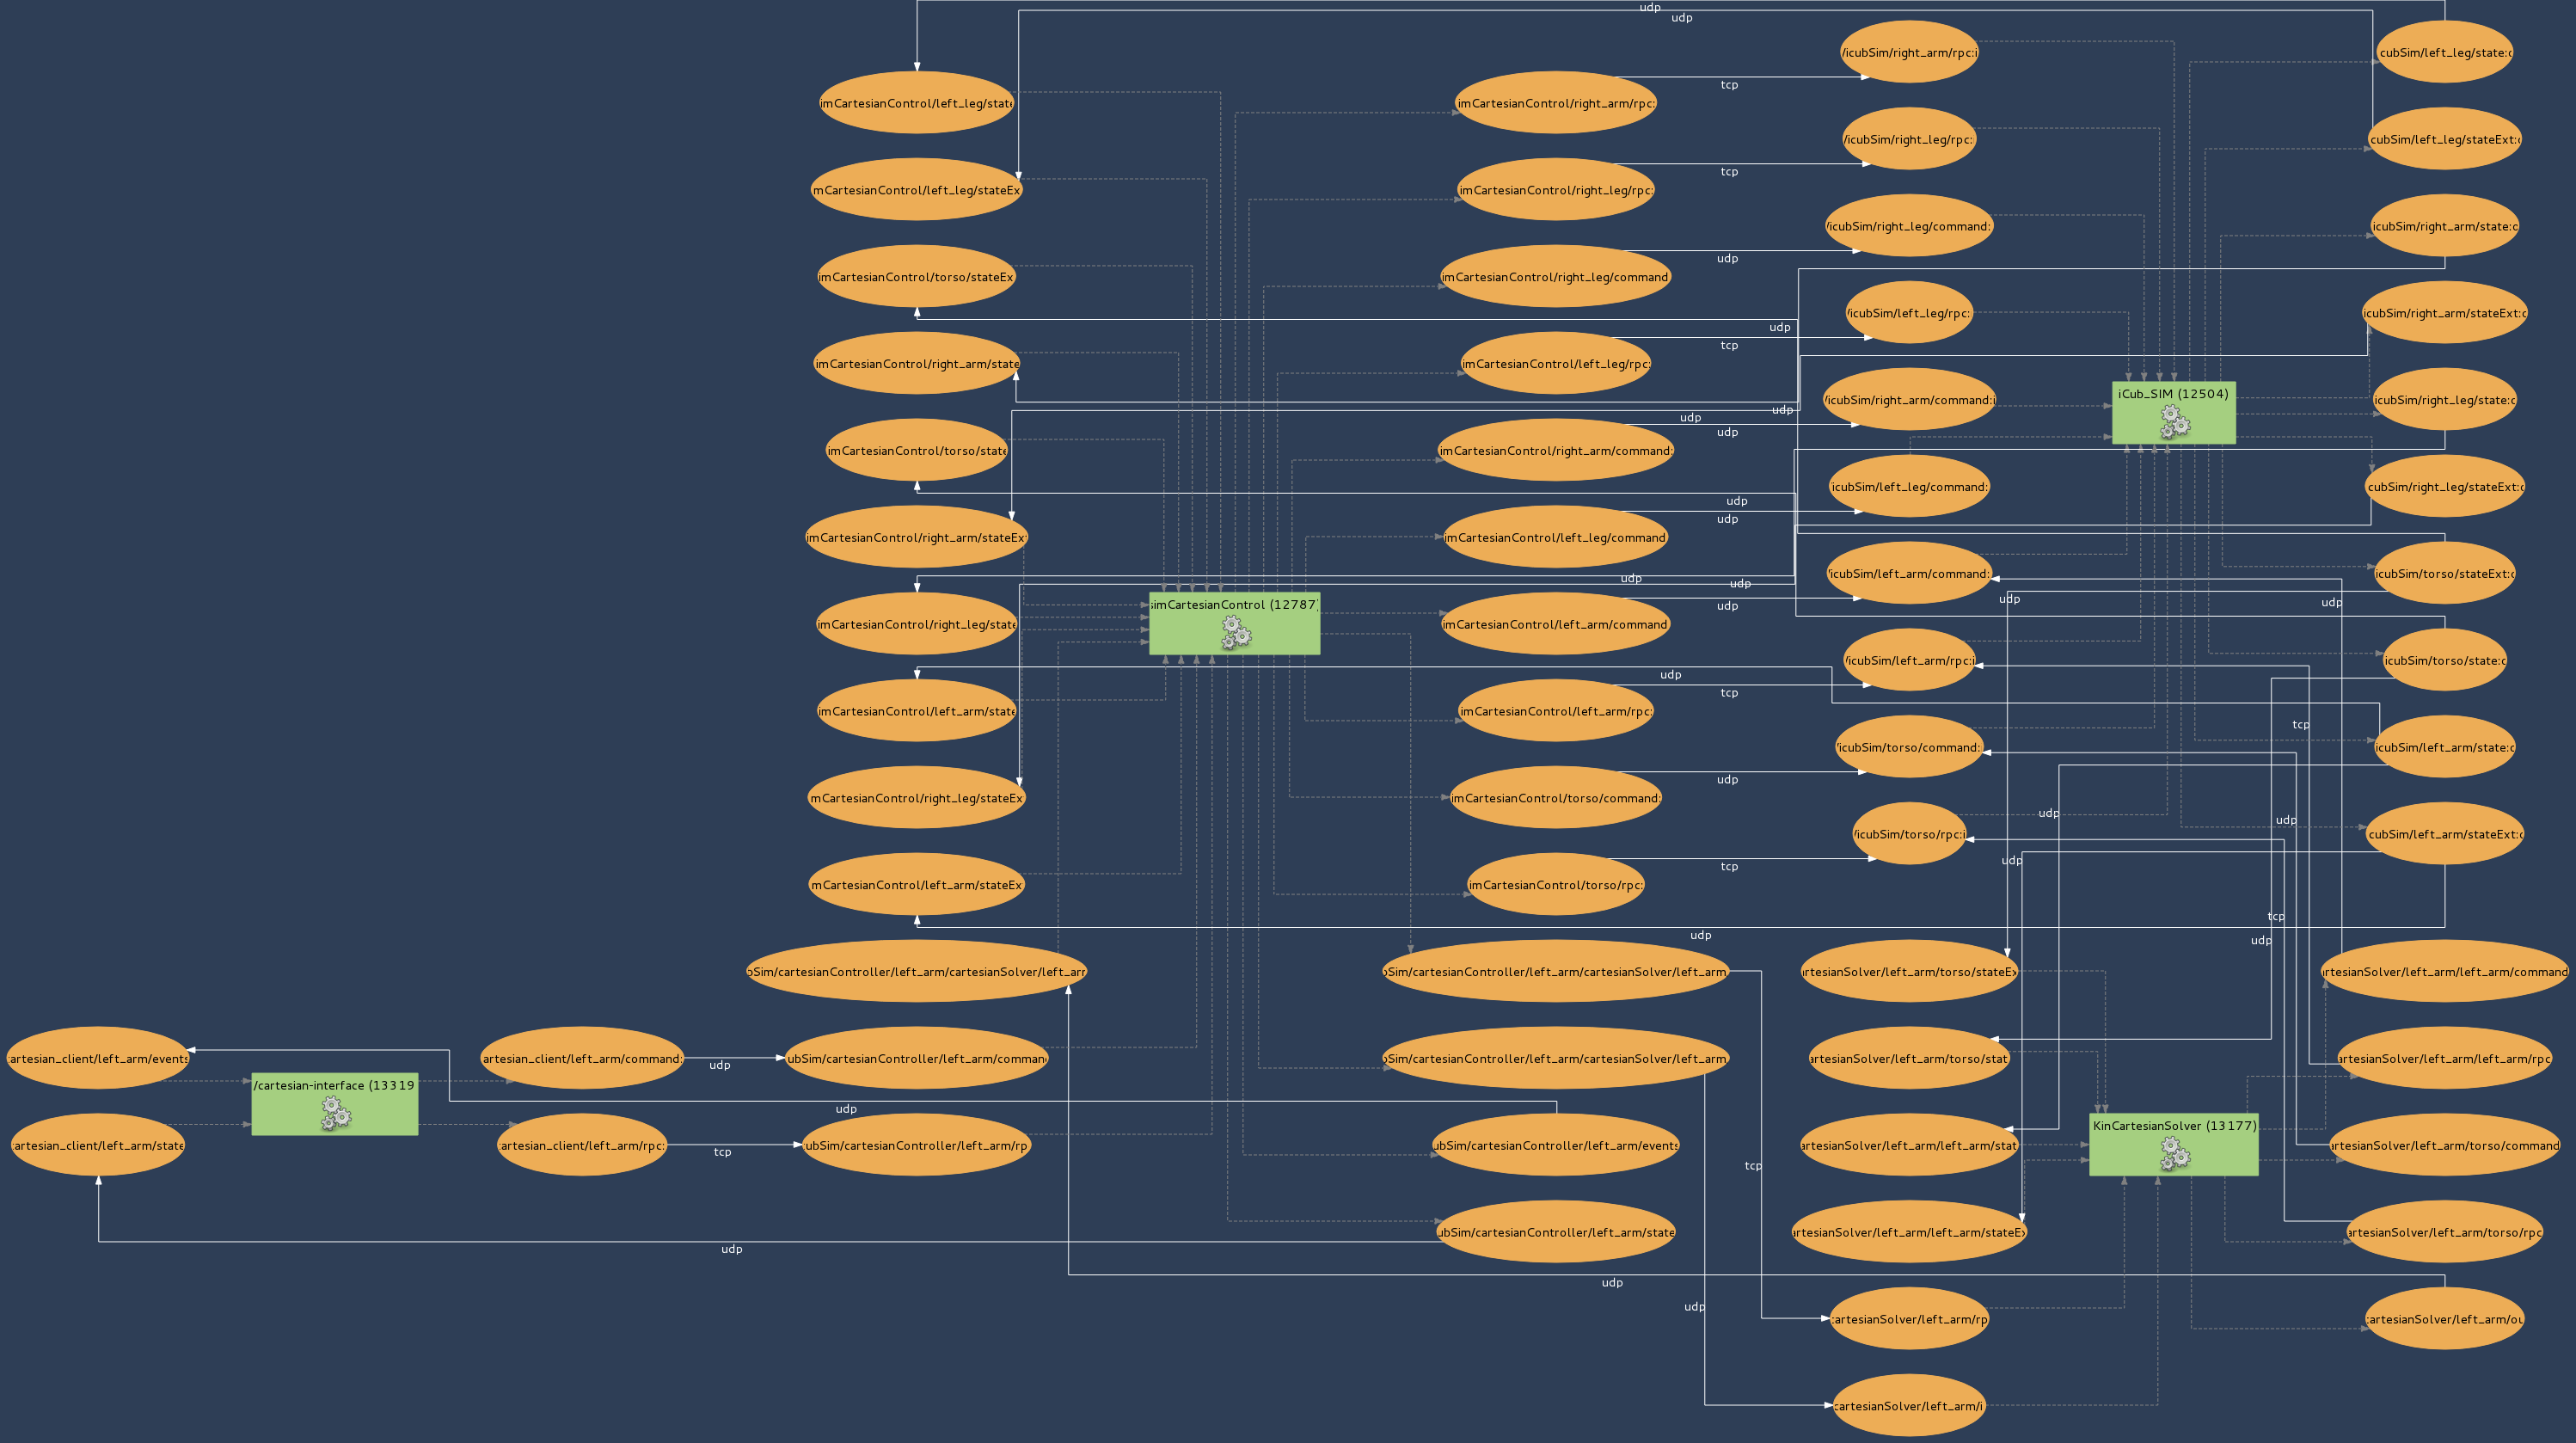 udp
udp
/icubSim/right_arm/rpc:i
cubSim/left_leg/state:o
imCartesianControl/left_leg/state
imCartesianControl/right_arm/rpc:
tcp
/icubSim/right_leg/rpc:
cubSim/left_leg/stateExt:o
mCartesianControl/left_leg/stateEx
imCartesianControl/right_leg/rpc:
tcp
/icubSim/right_leg/command:
icubSim/right_arm/state:o
imCartesianControl/torso/stateEx
imCartesianControl/right_leg/command
udp
/icubSim/left_leg/rpc:
icubSim/right_arm/stateExt:o
udp
imCartesianControl/right_arm/state
imCartesianControl/left_leg/rpc:
tcp
/icubSim/right_arm/command:i
iCub_SIM (12504)
icubSim/right_leg/state:o
udp
udp
imCartesianControl/torso/state
imCartesianControl/right_arm/command:
udp
icubSim/left_leg/command:
cubSim/right_leg/stateExt:o
udp
imCartesianControl/right_arm/stateEx
imCartesianControl/left_leg/command
udp
/icubSim/left_arm/command:
icubSim/torso/stateExt:o
udp
udp
simCartesianControl (12787)
imCartesianControl/right_leg/state
imCartesianControl/left_arm/command
udp
udp
udp
/icubSim/left_arm/rpc:i
icubSim/torso/state:o
udp
imCartesianControl/left_arm/state
imCartesianControl/left_arm/rpc:
tcp
tcp
/icubSim/torso/command:
icubSim/left_arm/state:o
mCartesianControl/right_leg/stateEx
imCartesianControl/torso/command:
udp
udp
udp
/icubSim/torso/rpc:i
cubSim/left_arm/stateExt:o
udp
mCartesianControl/left_arm/stateEx
imCartesianControl/torso/rpc:
tcp
tcp
udp
udp
bSim/cartesianController/left_arm/cartesianSolver/left_arm
bSim/cartesianController/left_arm/cartesianSolver/left_arm
artesianSolver/left_arm/torso/stateEx
artesianSolver/left_arm/left_arm/command
artesian_client/left_arm/events
artesian_client/left_arm/command:
udp
ubSim/cartesianController/left_arm/comman
bSim/cartesianController/left_arm/cartesianSolver/left_arm
artesianSolver/left_arm/torso/stat
artesianSolver/left_arm/left_arm/rpc
/cartesian-interface (13319
udp
artesian_client/left_arm/state
artesian_client/left_arm/rpc:
tcp
ubSim/cartesianController/left_arm/rp
ubSim/cartesianController/left_arm/events
tcp
artesianSolver/left_arm/left_arm/stat
KinCartesianSolver (13177)
artesianSolver/left_arm/torso/command
udp
ubSim/cartesianController/left_arm/state
artesianSolver/left_arm/left_arm/stateEx
artesianSolver/left_arm/torso/rpc
udp
udp
artesianSolver/left_arm/rp
artesianSolver/left_arm/ou
cartesianSolver/left_arm/i